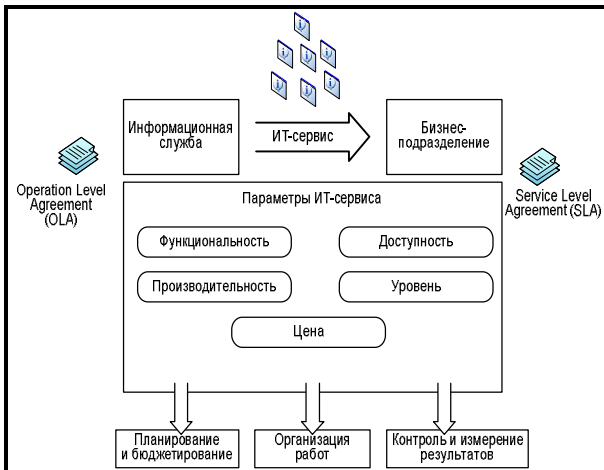 Информационная
служба
ИТ-сервис
Бизнес-
подразделение
Operation Level
Agreement
(OLA)
Service Level
Agreement (SLA)
Параметры ИТ-сервиса
Функциональность
Доступность
Производительность
Уровень
Цена
Планирование
и бюджетирование
Организация
работ
Контроль и измерение
результатов